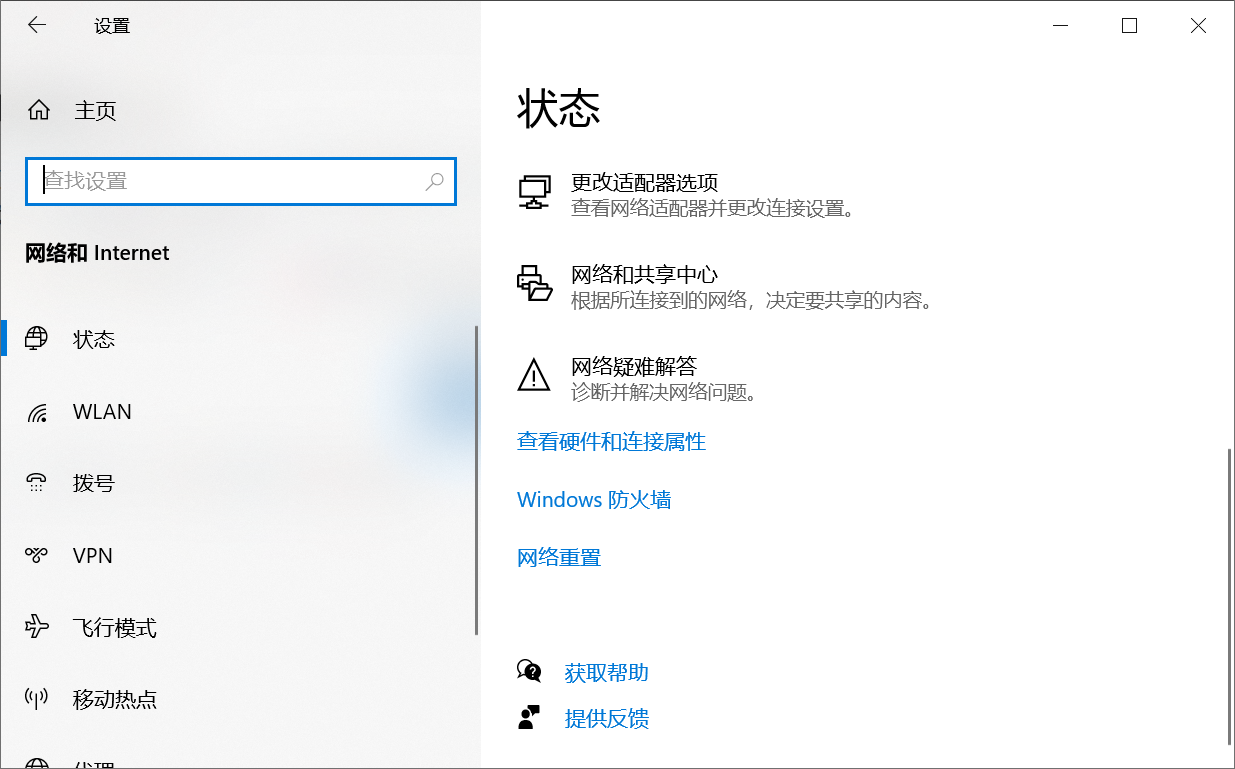 设置
主页
查找设置
网络和 Internet
状态
WLAN
拨号
VPN
飞行模式
移动热点
代理
状态
更改适配器选项
查看网络适配器并更改连接设置。
网络和共享中心
根据所连接到的网络，决定要共享的内容。
网络疑难解答
诊断并解决网络问题。
查看硬件和连接属性
Windows 防火墙
网络重置
获取帮助
提供反馈